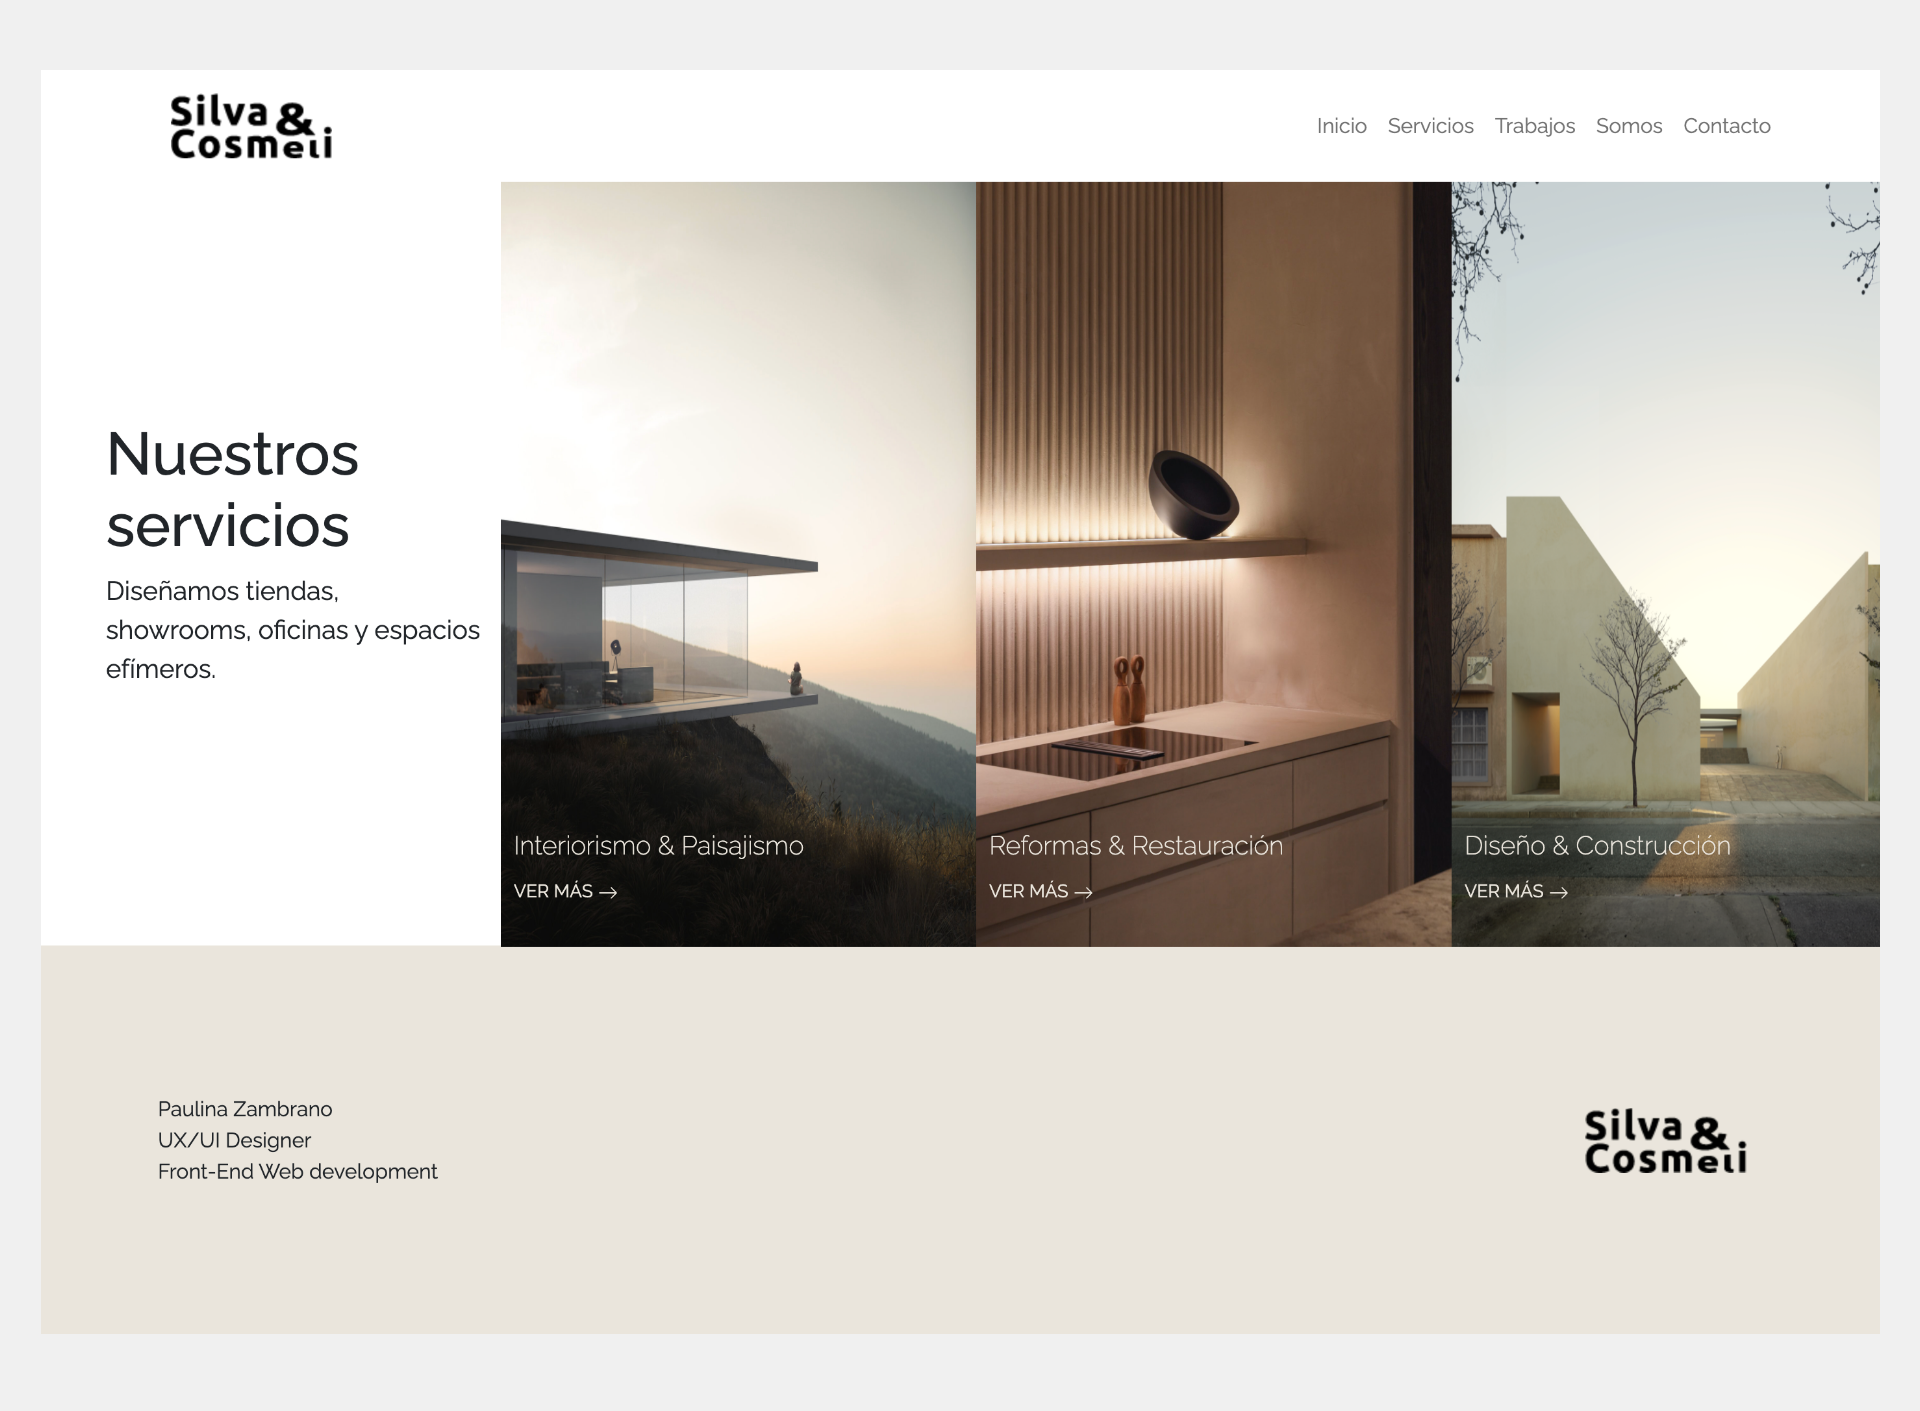 Silva &
Cosmeli
Inicio Servicios Trabajos Somos Contacto
Nuestros
servicios
Diseñamos tiendas,
showrooms, oficinas y espacios
efímeros.
Interiorismo & Paisajismo
VER MÁS →
Reformas & Restauración
VER MÁS →
Diseño & Construcción
VER MÁS →
Paulina Zambrano
UX/UI Designer
Front-End Web development
Silva &
Cosmeli